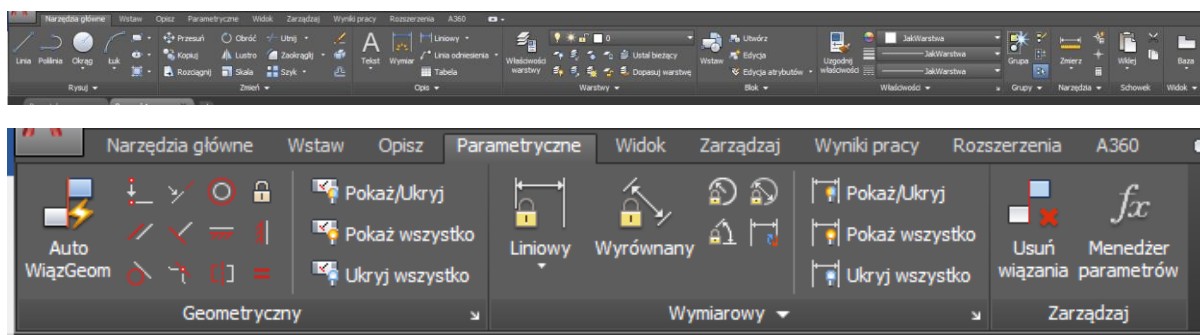 Narzędzia główne Wstaw Opisz Parametryczne Widok Zarządzaj Wyniki pracy Rozszerzenia A360
Linia Polilinia Okrąg Łuk Przesuń Obróć Utnij Tekst Wymiar Liniowy Właściwości warstwy 0 Wstaw Utwórz Uzgodnij właściwości JakWarstwa Grupa Zmierz Wklej Baza
Kopiuj Lustro Zaokrąglij Linia odniesienia Ustal bieżący Edycja JakWarstwa
Rozciągnij Skala Szyk Tabela Dopasuj warstwę Edycja atrybutów JakWarstwa
Rysuj Zmień Opis Warstwy Blok Właściwości Grupy Narzędzia Schowek Widok
Narzędzia główne Wstaw Opisz Parametryczne Widok Zarządzaj Wyniki pracy Rozszerzenia A360
Auto WiązGeom Pokaż/Ukryj Liniowy Wyrównany Pokaż/Ukryj Usuń wiązania fx Menedżer parametrów
Pokaż wszystko Pokaż wszystko
Ukryj wszystko Ukryj wszystko
Geometryczny Wymiarowy Zarządzaj